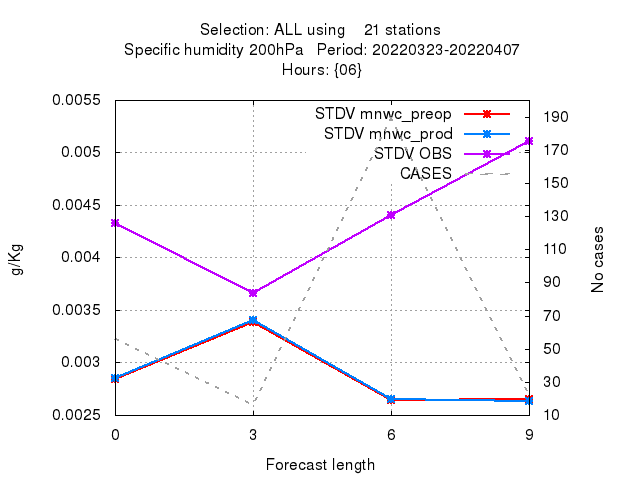 Selection: ALL using    21 stations
Specific humidity 200hPa   Period: 20220323-20220407
Hours: {06}
STDV mnwc_preop
STDV mnwc_prod
STDV OBS
CASES
0.0055
0.005
0.0045
0.004
0.0035
0.003
0.0025
g/Kg
190
170
150
130
110
90
70
50
30
10
No cases
0 3 6 9
Forecast length